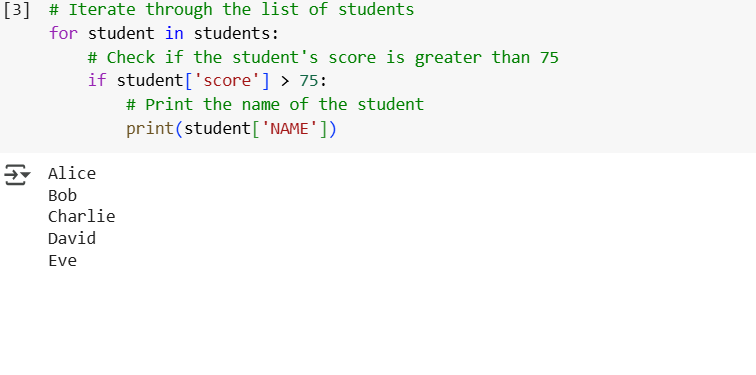 [3] # Iterate through the list of students
for student in students:
    # Check if the student's score is greater than 75
    if student['score'] > 75:
        # Print the name of the student
        print(student['NAME'])
Alice
Bob
Charlie
David
Eve